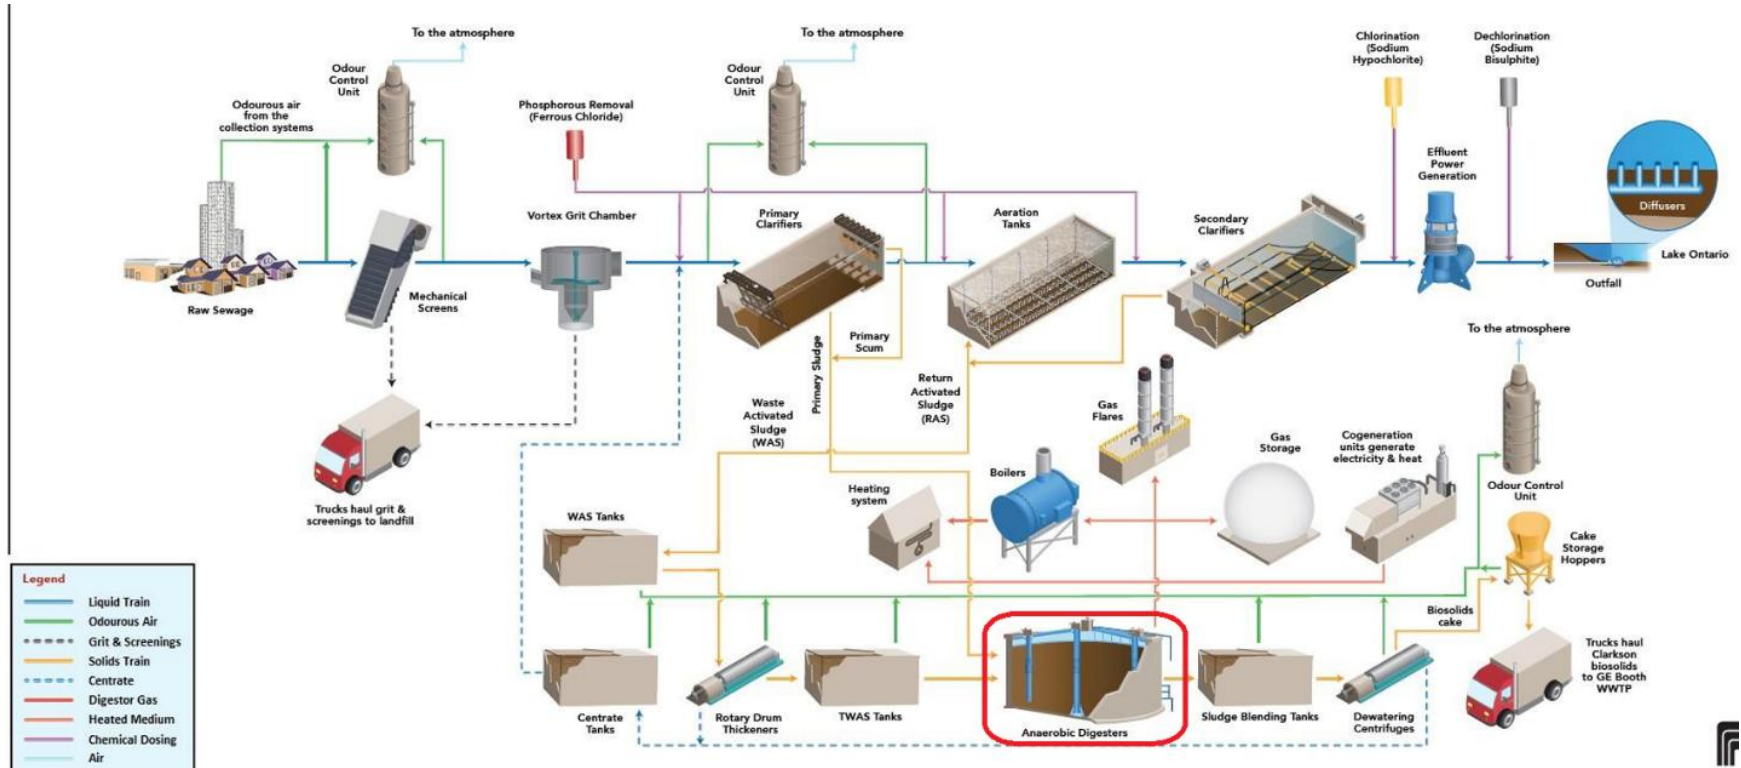 To the atmosphere
To the atmosphere
Odour
Control
Unit
Odour
Control
Unit
Chlorination
(Sodium
Hypochlorite)
Dechlorination
(Sodium
Bisulphite)
Odourous air
from the
collection systems
Phosphorous Removal
(Ferrous Chloride)
Effluent
Power
Generation
Diffusers
Vortex Grit Chamber
Primary
Clarifiers
Aeration
Tanks
Secondary
Clarifiers
Lake Ontario
Outfall
Raw Sewage
Mechanical
Screens
Primary
Scum
Primary Sludge
To the atmosphere
Waste
Activated
Sludge
(WAS)
Return
Activated
Sludge
(RAS)
Gas
Flares
Gas
Storage
Cogeneration
units generate
electricity & heat
Boilers
Heating
system
Odour Control
Unit
Trucks haul grit &
screenings to landfill
WAS Tanks
Cake
Storage
Hoppers
Biosolids
cake
Trucks haul
Clarkson
biosolids
to GE Booth
WWTP
Centrate
Tanks
Rotary Drum
Thickeners
TWAS Tanks
Anaerobic Digesters
Sludge Blending Tanks
Dewatering
Centrifuges
Legend
Liquid Train
Odourous Air
Grit & Screenings
Solids Train
Centrate
Digestor Gas
Heated Medium
Chemical Dosing
Air